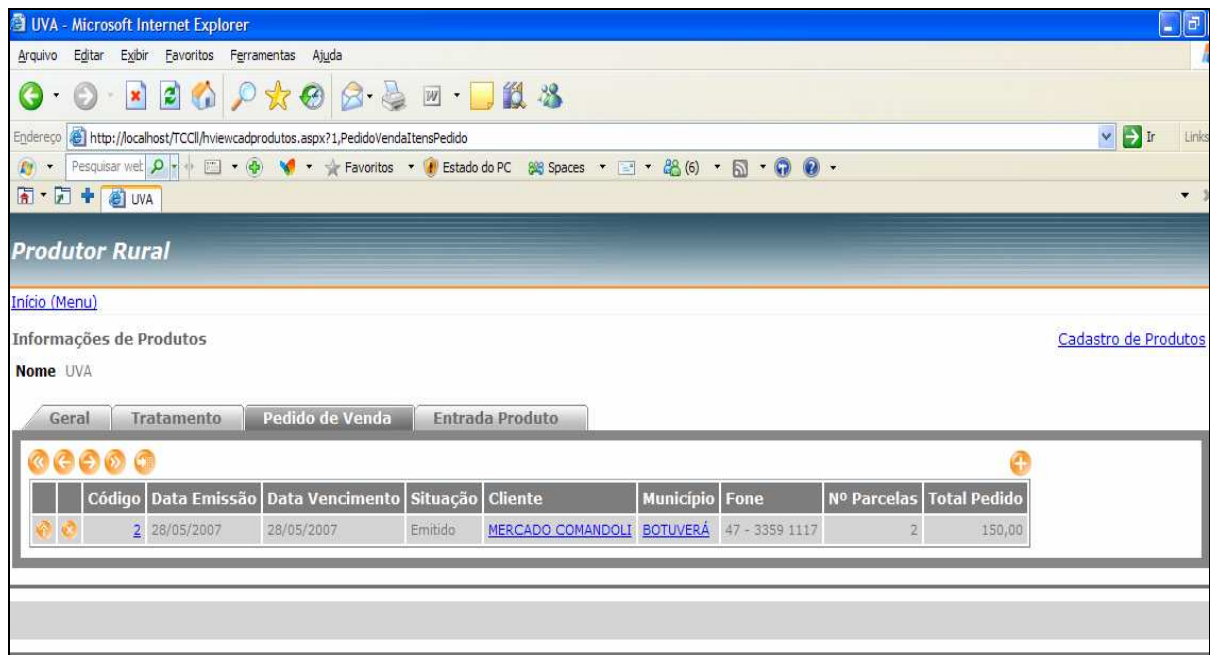 UVA - Microsoft Internet Explorer
Arquivo Editar Exibir Favoritos Ferramentas Ajuda
Endereço http://localhost/TCCII/hviewcadprodutos.aspx?1,PedidoVendaItensPedido Ir Links
Pesquisar web Favoritos Estado do PC Spaces (6)
UVA
Produtor Rural
Início (Menu)
Informações de Produtos Cadastro de Produtos
Nome UVA
Geral Tratamento Pedido de Venda Entrada Produto
Código Data Emissão Data Vencimento Situação Cliente Município Fone Nº Parcelas Total Pedido
2 28/05/2007 28/05/2007 Emitido MERCADO COMANDOLI BOTUVERÁ 47 - 3359 1117 2 150,00